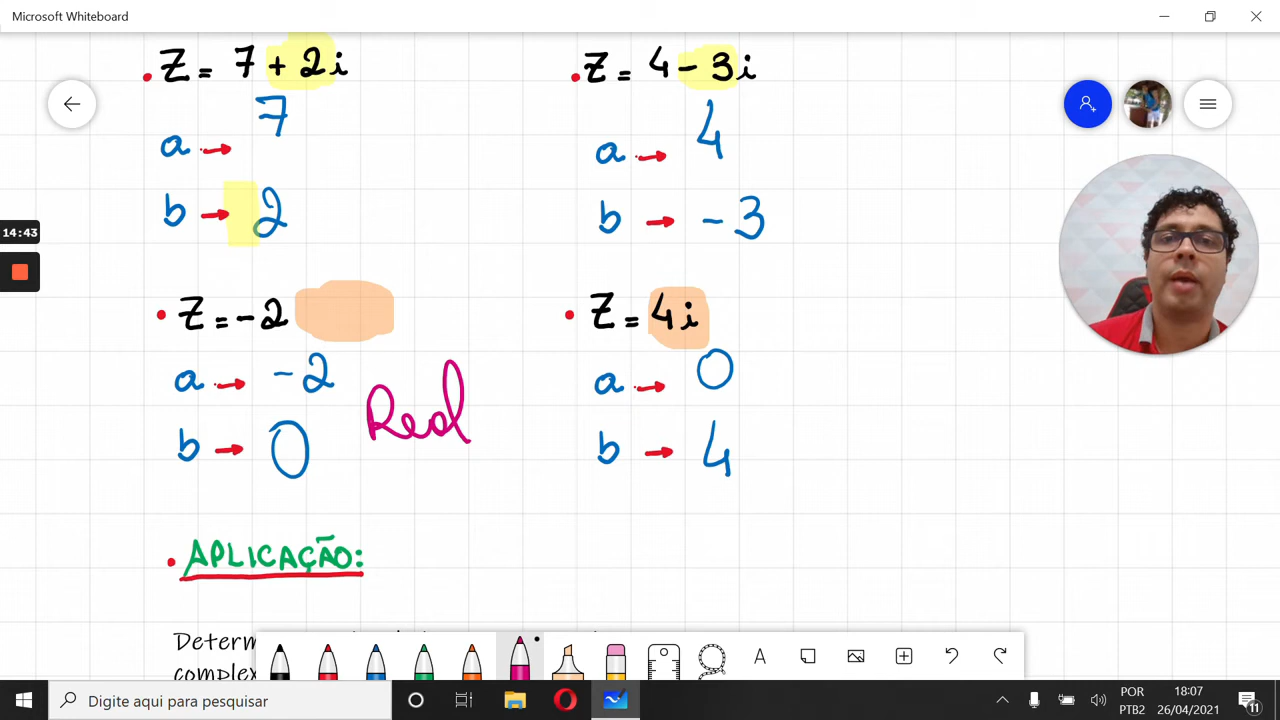 Microsoft Whiteboard
Z = 7 + 2i
a → 7
b → 2
Z = 4 - 3i
a → 4
b → -3
14:43
Z = -2
a → -2
b → 0
Real
Z = 4i
a → 0
b → 4
APLICAÇÃO:
Determ
complex
A
Digite aqui para pesquisar
POR
PTB2
18:07
26/04/2021
11